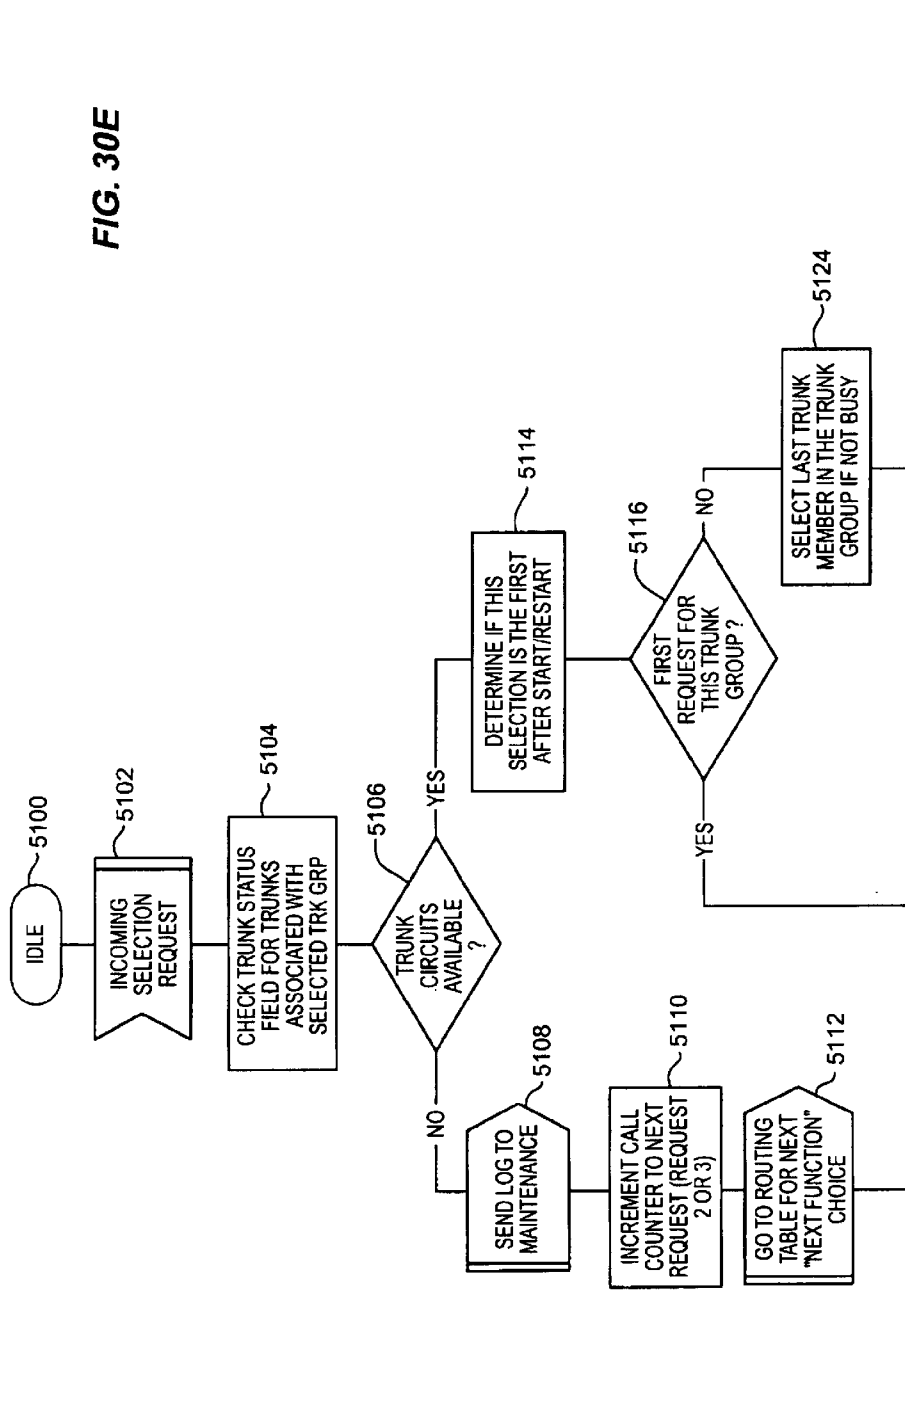 FIG. 30E
IDLE
5100
INCOMING
SELECTION
REQUEST
5102
CHECK TRUNK STATUS
FIELD FOR TRUNKS
ASSOCIATED WITH
SELECTED TRK GRP
5104
TRUNK
CIRCUITS
AVAILABLE
?
5106
NO
YES
SEND LOG TO
MAINTENANCE
5108
INCREMENT CALL
COUNTER TO NEXT
REQUEST (REQUEST
2 OR 3)
5110
GO TO ROUTING
TABLE FOR NEXT
"NEXT FUNCTION"
CHOICE
5112
DETERMINE IF THIS
SELECTION IS THE FIRST
AFTER START/RESTART
5114
FIRST
REQUEST FOR
THIS TRUNK
GROUP ?
5116
YES
NO
SELECT LAST TRUNK
MEMBER IN THE TRUNK
GROUP IF NOT BUSY
5124